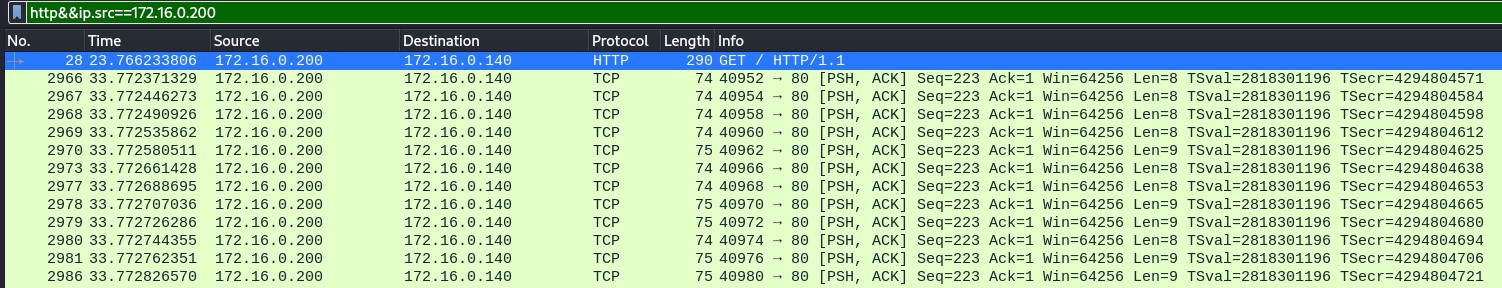 http&&ip.src==172.16.0.200
No. Time Source Destination Protocol Length Info
28 23.766233806 172.16.0.200 172.16.0.140 HTTP 290 GET / HTTP/1.1
2966 33.772371329 172.16.0.200 172.16.0.140 TCP 74 40952 → 80 [PSH, ACK] Seq=223 Ack=1 Win=64256 Len=8 TSval=2818301196 TSecr=4294804571
2967 33.772446273 172.16.0.200 172.16.0.140 TCP 74 40954 → 80 [PSH, ACK] Seq=223 Ack=1 Win=64256 Len=8 TSval=2818301196 TSecr=4294804584
2968 33.772490926 172.16.0.200 172.16.0.140 TCP 74 40958 → 80 [PSH, ACK] Seq=223 Ack=1 Win=64256 Len=8 TSval=2818301196 TSecr=4294804598
2969 33.772535862 172.16.0.200 172.16.0.140 TCP 74 40960 → 80 [PSH, ACK] Seq=223 Ack=1 Win=64256 Len=8 TSval=2818301196 TSecr=4294804612
2970 33.772580511 172.16.0.200 172.16.0.140 TCP 75 40962 → 80 [PSH, ACK] Seq=223 Ack=1 Win=64256 Len=9 TSval=2818301196 TSecr=4294804625
2973 33.772661428 172.16.0.200 172.16.0.140 TCP 74 40966 → 80 [PSH, ACK] Seq=223 Ack=1 Win=64256 Len=8 TSval=2818301196 TSecr=4294804638
2977 33.772688695 172.16.0.200 172.16.0.140 TCP 74 40968 → 80 [PSH, ACK] Seq=223 Ack=1 Win=64256 Len=8 TSval=2818301196 TSecr=4294804653
2978 33.772707036 172.16.0.200 172.16.0.140 TCP 75 40970 → 80 [PSH, ACK] Seq=223 Ack=1 Win=64256 Len=9 TSval=2818301196 TSecr=4294804665
2979 33.772726286 172.16.0.200 172.16.0.140 TCP 75 40972 → 80 [PSH, ACK] Seq=223 Ack=1 Win=64256 Len=9 TSval=2818301196 TSecr=4294804680
2980 33.772744355 172.16.0.200 172.16.0.140 TCP 74 40974 → 80 [PSH, ACK] Seq=223 Ack=1 Win=64256 Len=8 TSval=2818301196 TSecr=4294804694
2981 33.772762351 172.16.0.200 172.16.0.140 TCP 75 40976 → 80 [PSH, ACK] Seq=223 Ack=1 Win=64256 Len=9 TSval=2818301196 TSecr=4294804706
2986 33.772826570 172.16.0.200 172.16.0.140 TCP 75 40980 → 80 [PSH, ACK] Seq=223 Ack=1 Win=64256 Len=9 TSval=2818301196 TSecr=4294804721